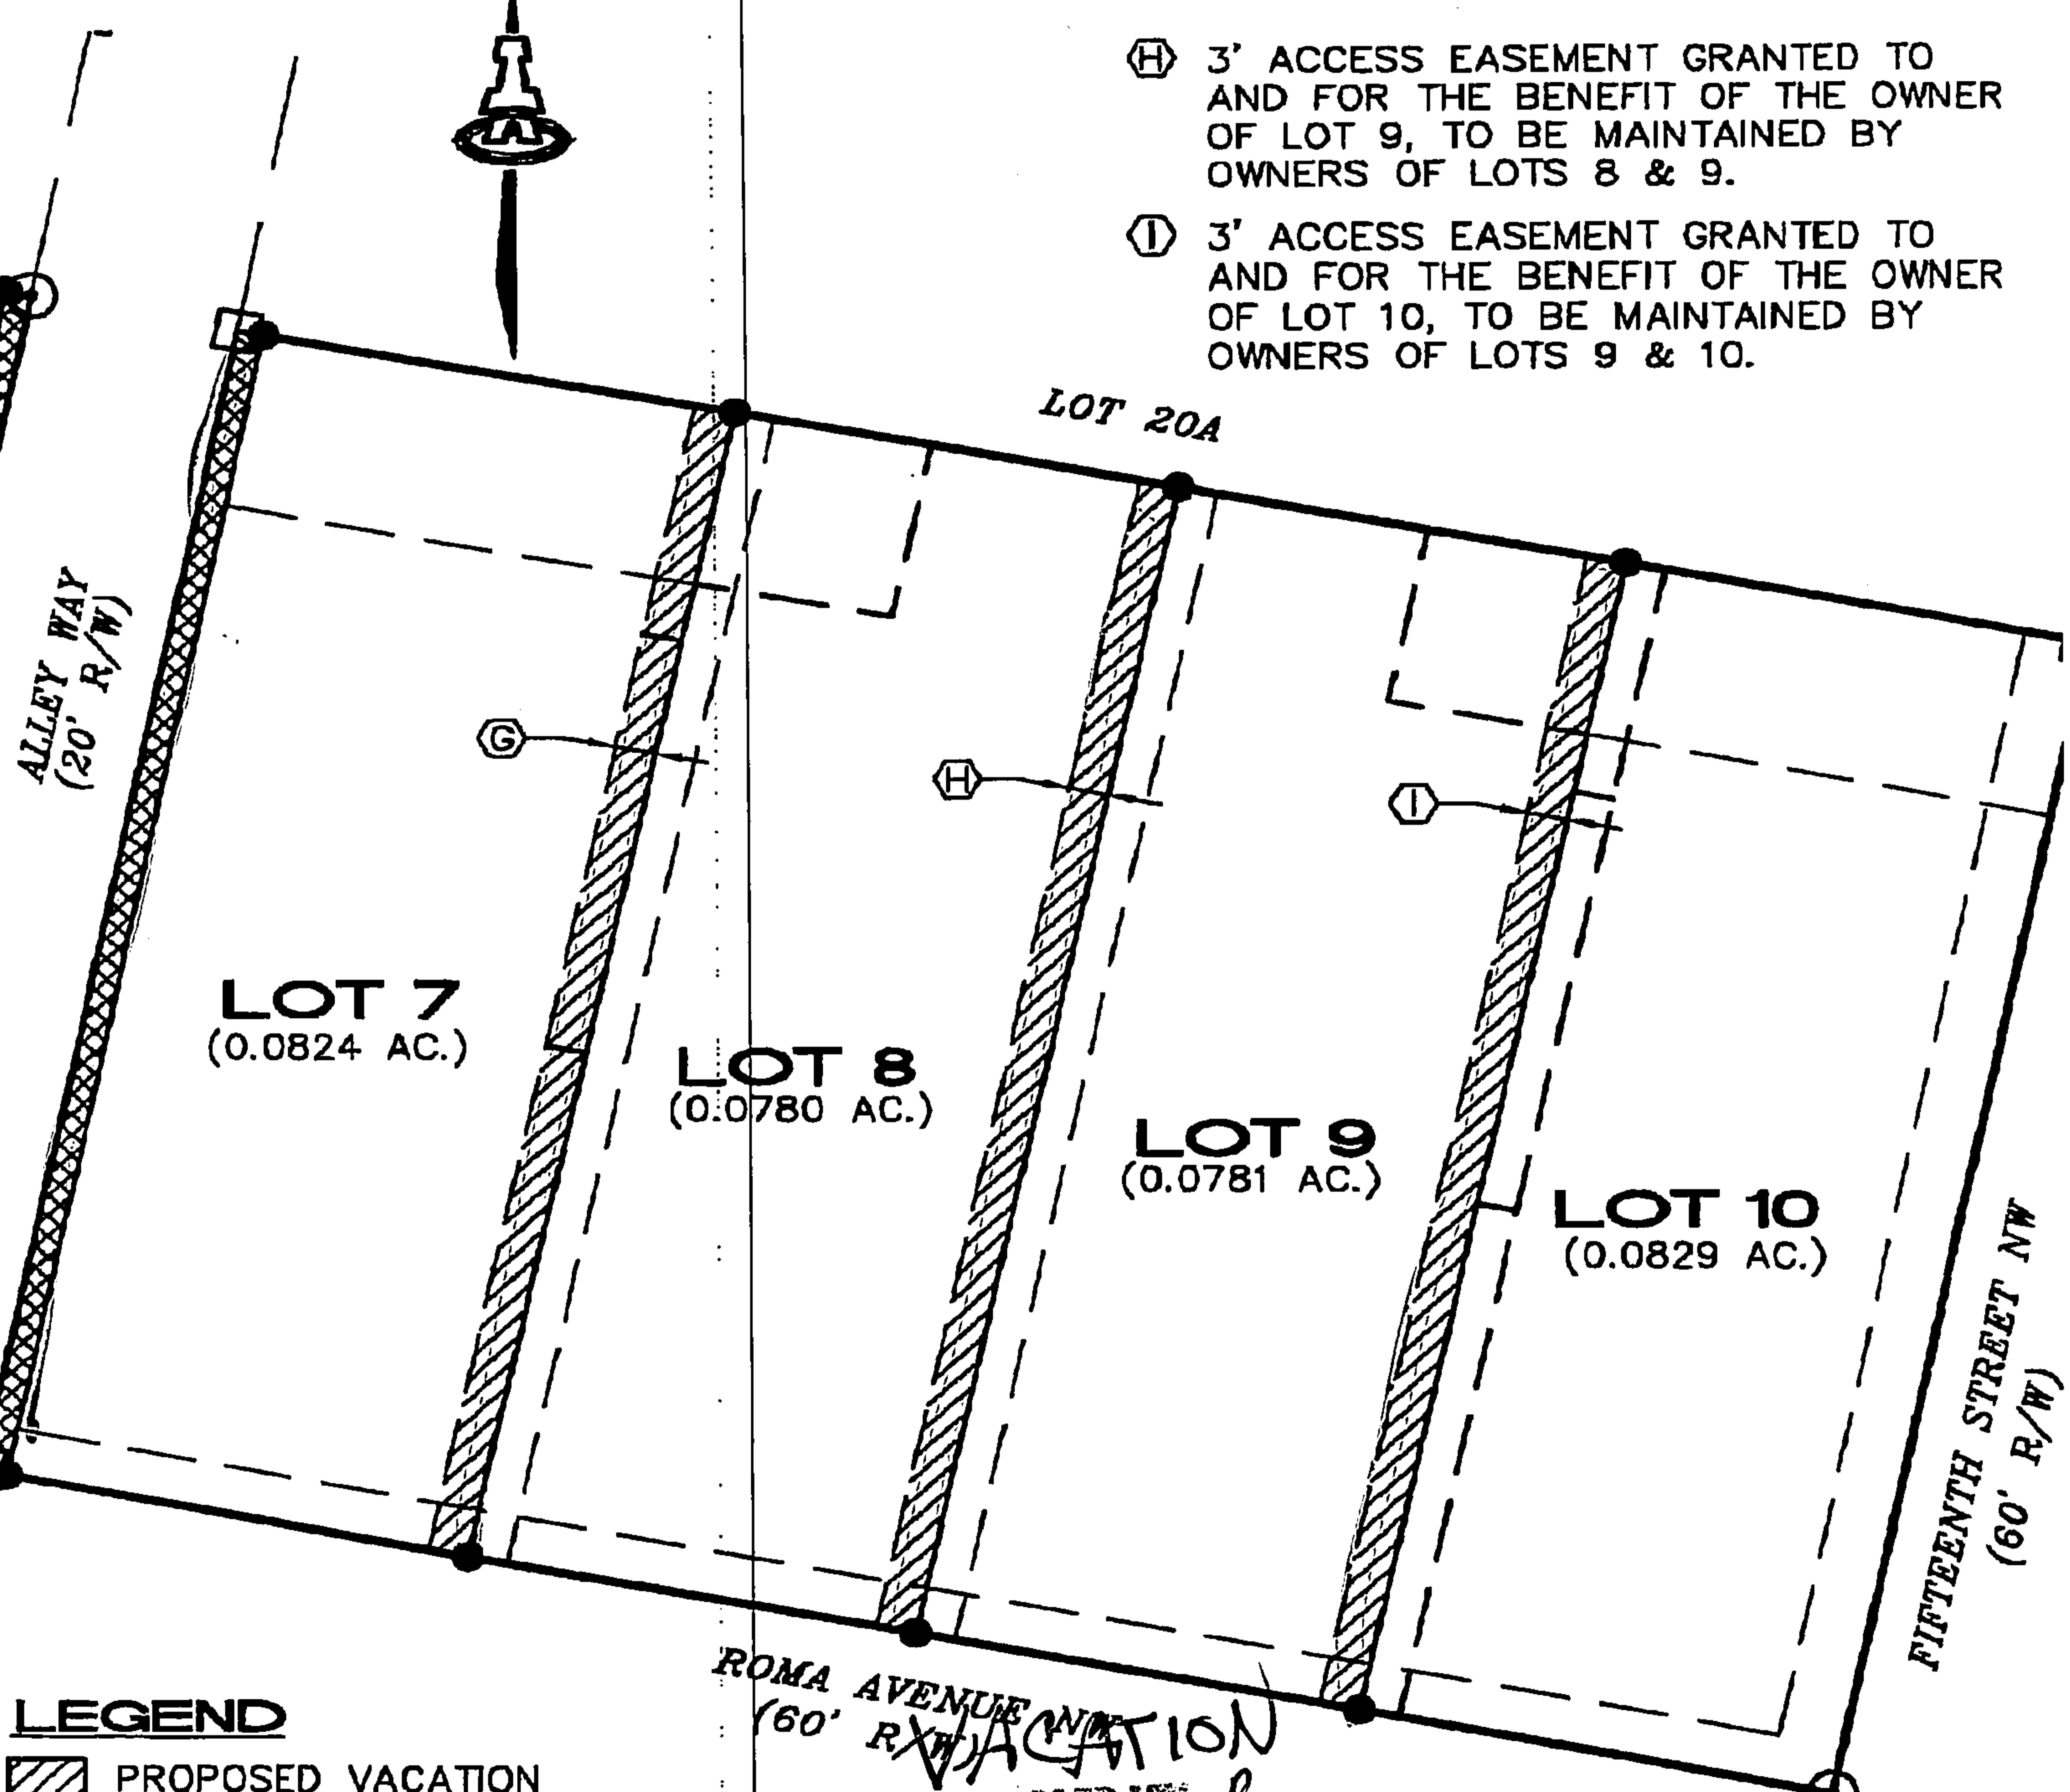 Ⓗ 3' ACCESS EASEMENT GRANTED TO
AND FOR THE BENEFIT OF THE OWNER
OF LOT 9, TO BE MAINTAINED BY
OWNERS OF LOTS 8 & 9.
Ⓘ 3' ACCESS EASEMENT GRANTED TO
AND FOR THE BENEFIT OF THE OWNER
OF LOT 10, TO BE MAINTAINED BY
OWNERS OF LOTS 9 & 10.
LOT 20A
ALLEY WAY
(20' R/W)
G
H
I
LOT 7
(0.0824 AC.)
LOT 8
(0.0780 AC.)
LOT 9
(0.0781 AC.)
LOT 10
(0.0829 AC.)
FIFTEENTH STREET NW
(60' R/W)
ROMA AVENUE NW
(60' R/W)
VACATION
LEGEND
PROPOSED VACATION